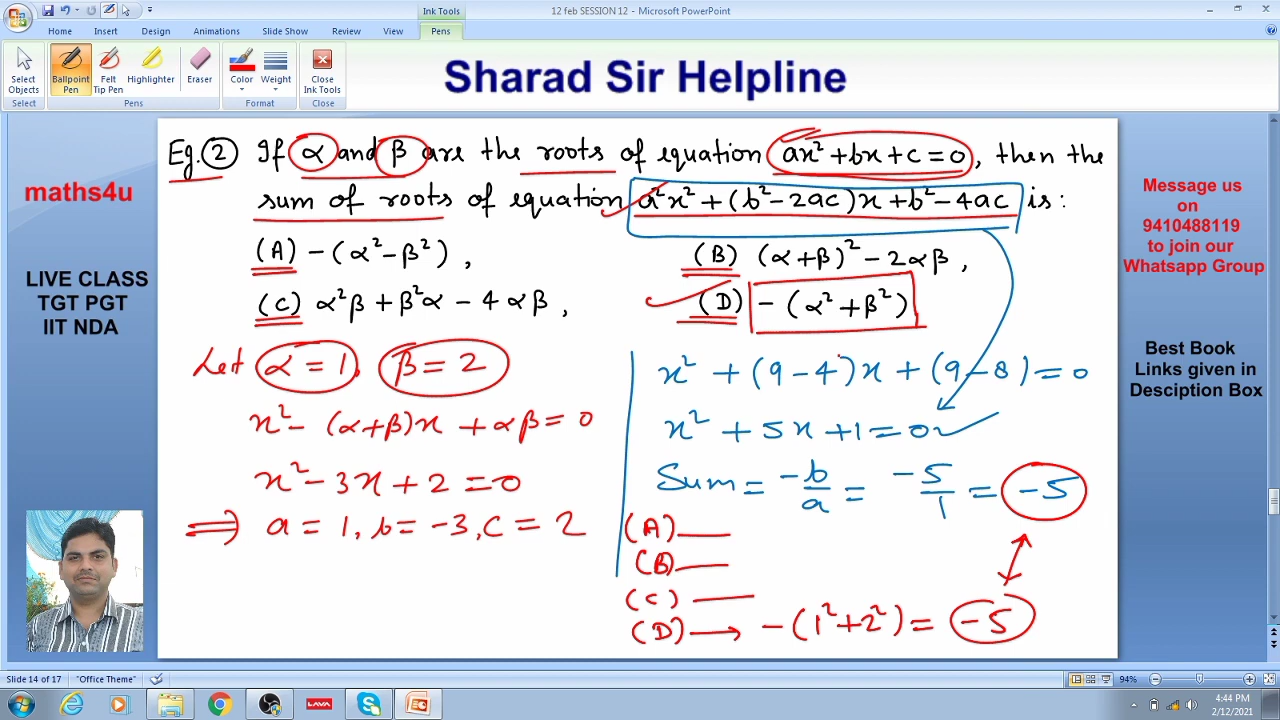 Ink Tools
12 feb SESSION 12 - Microsoft PowerPoint
Home Insert Design Animations Slide Show Review View Pens
Select Objects
Ballpoint Pen
Felt Tip Pen
Highlighter
Eraser
Color
Weight
Close Ink Tools
Select Pens Format Close
Sharad Sir Helpline
maths4u
LIVE CLASS
TGT PGT
IIT NDA
Eg.② If α and β are the roots of equation ax²+bx+c=0, then the
sum of roots of equation a²x²+(b²-2ac)x+b²-4ac is:
(A) -(α²-β²),
(B) (α+β)²-2αβ,
(C) α²β+β²α-4αβ,
(D) -(α²+β²)
Let α=1, β=2
x²-(α+β)x+αβ=0
x²-3x+2=0
⇒ a=1, b=-3, c=2
x²+(9-4)x+(9-8)=0
x²+5x+1=0
Sum = -b/a = -5/1 = -5
(A)
(B)
(C)
(D) → -(1²+2²) = -5
Message us
on
9410488119
to join our
Whatsapp Group
Best Book
Links given in
Desciption Box
Slide 14 of 17 "Office Theme" 94%
LAVA
4:44 PM
2/12/2021